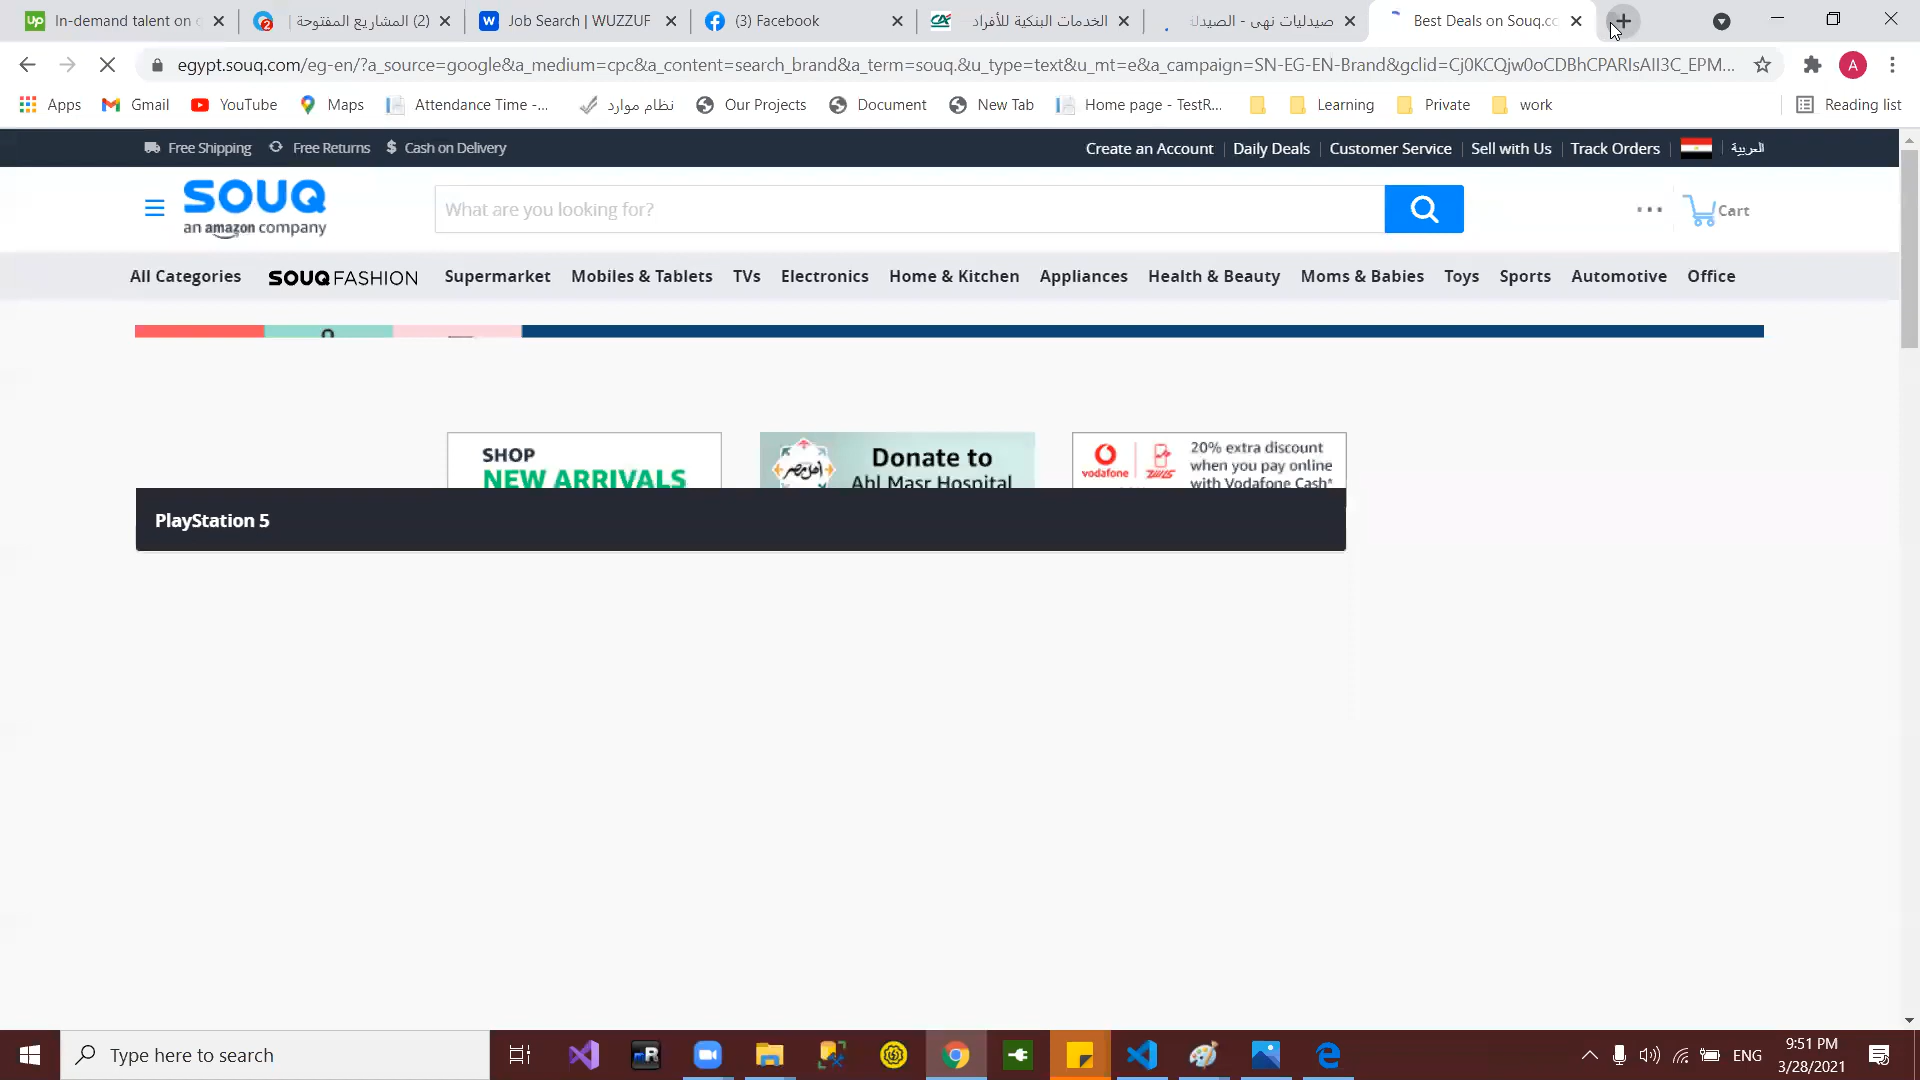 In-demand talent on
(2) المشاريع المفتوحة
Job Search | WUZZUF
(3) Facebook
الخدمات البنكية للأفراد
صيدليات نهى - الصيدلـ
Best Deals on Souq.co
egypt.souq.com/eg-en/?a_source=google&a_medium=cpc&a_content=search_brand&a_term=souq.&u_type=text&u_mt=e&a_campaign=SN-EG-EN-Brand&gclid=Cj0KCQjw0oCDBhCPARIsAII3C_EPM...
A
Apps
Gmail
YouTube
Maps
Attendance Time -...
نظام موارد
Our Projects
Document
New Tab
Home page - TestR...
Learning
Private
work
Reading list
Free Shipping
Free Returns
$ Cash on Delivery
Create an Account
Daily Deals
Customer Service
Sell with Us
Track Orders
العربية
souq
an amazon company
What are you looking for?
Cart
All Categories
SOUQ FASHION
Supermarket
Mobiles & Tablets
TVs
Electronics
Home & Kitchen
Appliances
Health & Beauty
Moms & Babies
Toys
Sports
Automotive
Office
SHOP
NEW ARRIVALS
أهل مصر
Donate to
Ahl Masr Hospital
vodafone
كاش
20% extra discount
when you pay online
with Vodafone Cash*
PlayStation 5
Type here to search
ENG
9:51 PM
3/28/2021